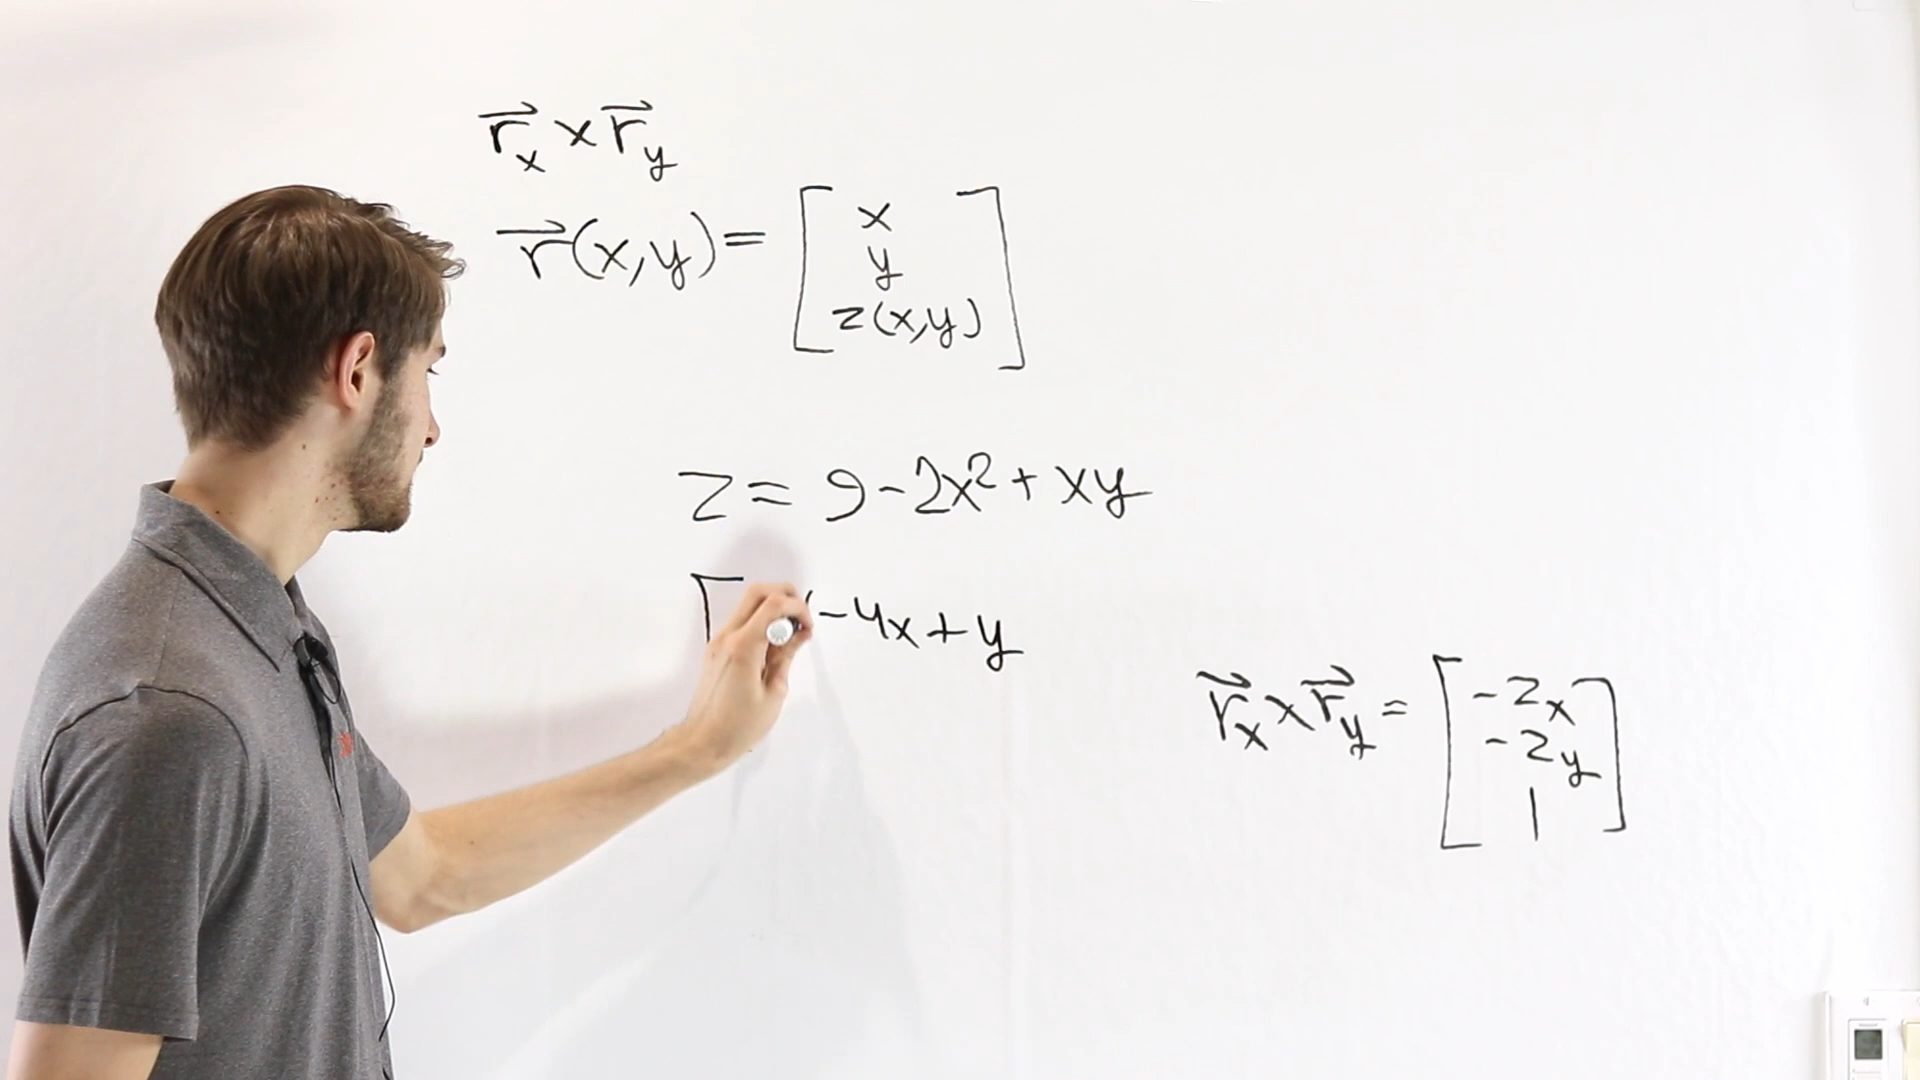 r⃗ₓ × r⃗_y
r⃗(x,y) = [ x
y
z(x,y) ]
z = 9 - 2x² + xy
[ (-4x + y
r⃗ₓ × r⃗_y = [ -2x
-2y
1 ]